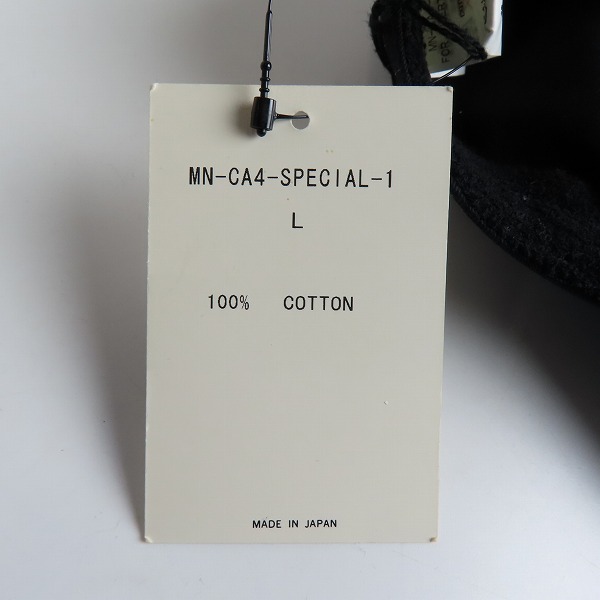 MN-CA4-SPECIAL-1
L
100% COTTON
MADE IN JAPAN